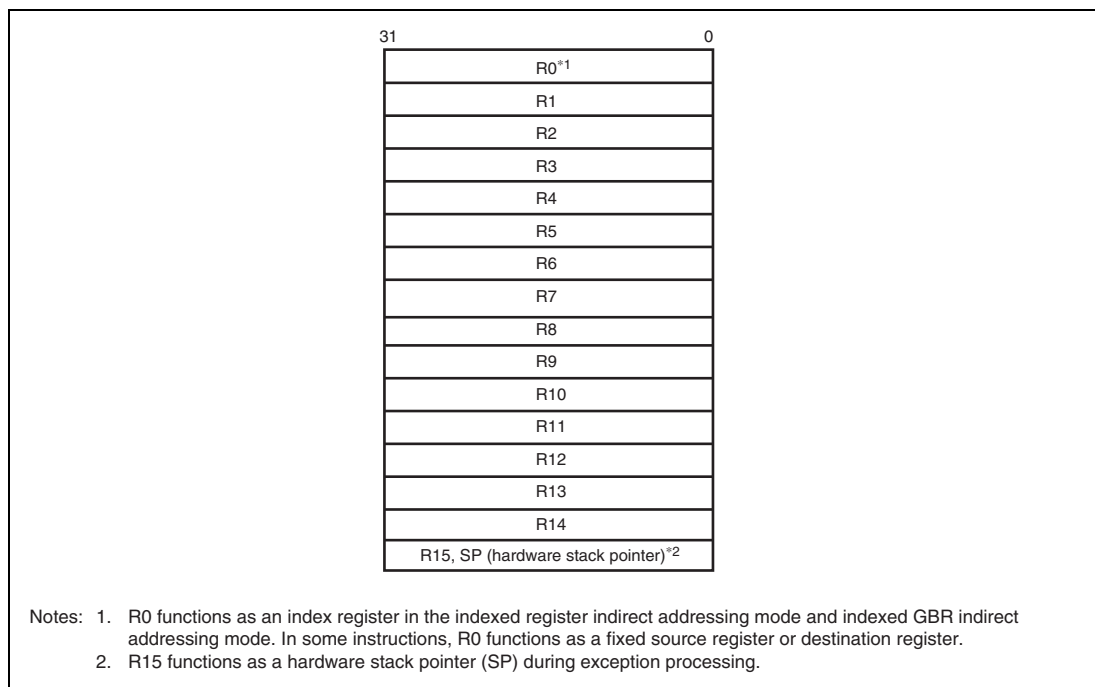 31 0
R0*1
R1
R2
R3
R4
R5
R6
R7
R8
R9
R10
R11
R12
R13
R14
R15, SP (hardware stack pointer)*2
Notes: 1. R0 functions as an index register in the indexed register indirect addressing mode and indexed GBR indirect
addressing mode. In some instructions, R0 functions as a fixed source register or destination register.
2. R15 functions as a hardware stack pointer (SP) during exception processing.